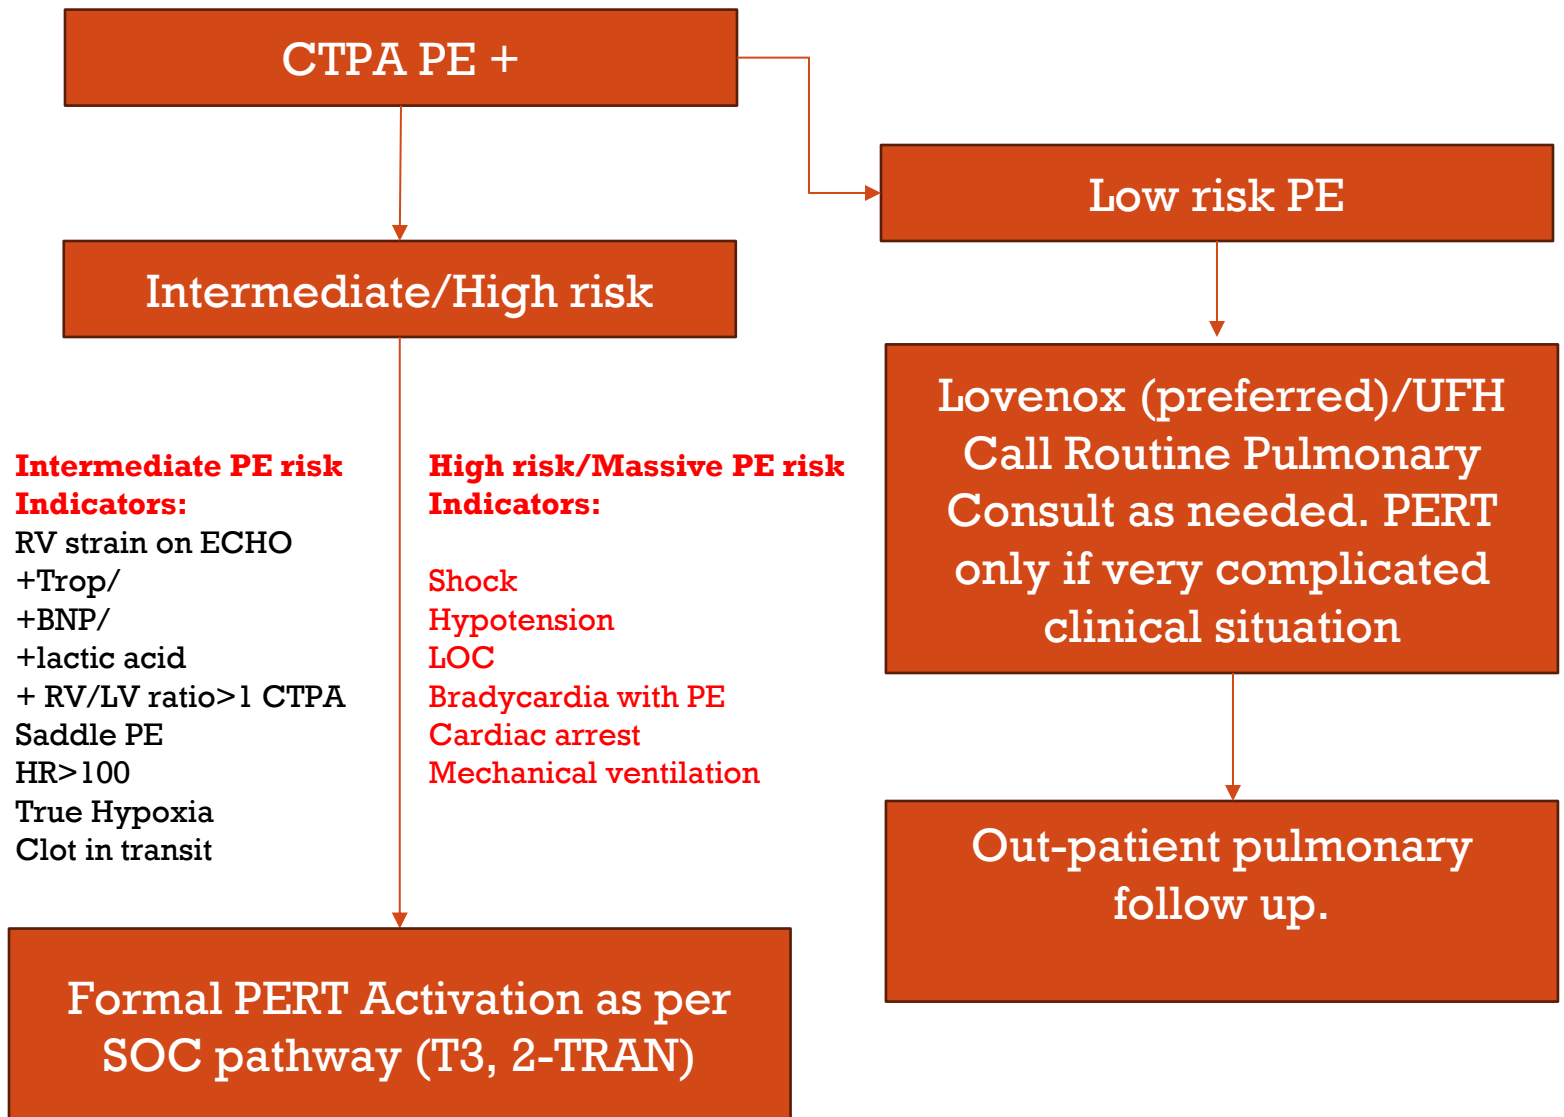 CTPA PE +
Low risk PE
Intermediate/High risk
Lovenox (preferred)/UFH
Call Routine Pulmonary
Consult as needed. PERT
only if very complicated
clinical situation
Intermediate PE risk
Indicators:
RV strain on ECHO
+Trop/
+BNP/
+lactic acid
+ RV/LV ratio>1 CTPA
Saddle PE
HR>100
True Hypoxia
Clot in transit
High risk/Massive PE risk
Indicators:
Shock
Hypotension
LOC
Bradycardia with PE
Cardiac arrest
Mechanical ventilation
Out-patient pulmonary
follow up.
Formal PERT Activation as per
SOC pathway (T3, 2-TRAN)